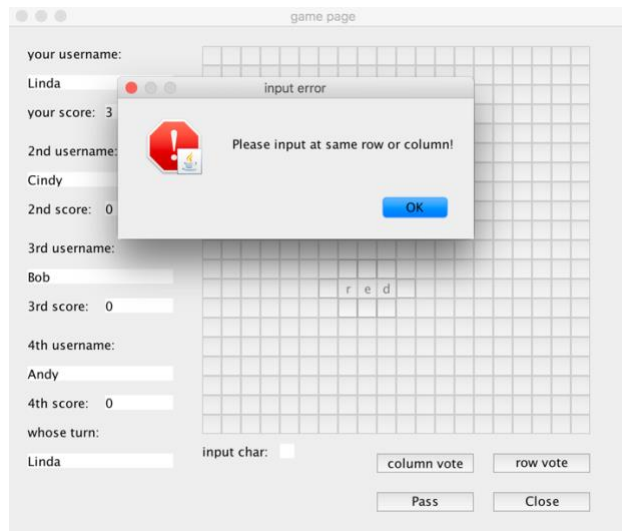 game page
your username:
Linda
your score: 3
2nd username:
Cindy
2nd score: 0
3rd username:
Bob
3rd score: 0
4th username:
Andy
4th score: 0
whose turn:
Linda
input error
Please input at same row or column!
OK
r e d
input char:
column vote
row vote
Pass
Close